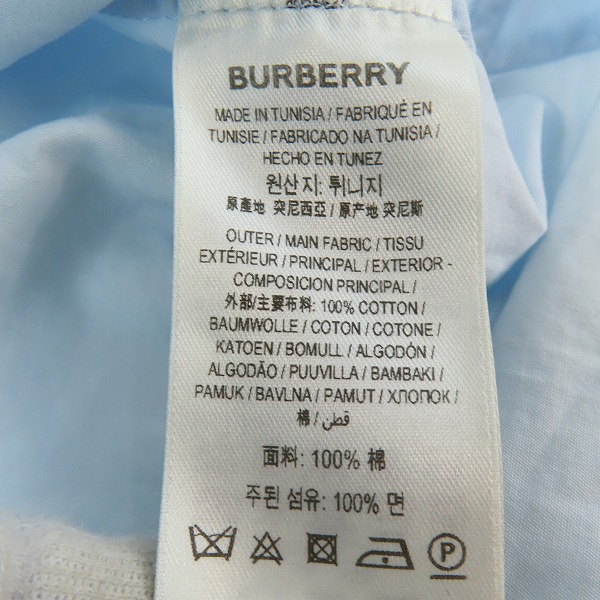 BURBERRY
MADE IN TUNISIA / FABRIQUÉ EN
TUNISIE / FABRICADO NA TUNISIA /
HECHO EN TUNEZ
원산지: 튀니지
原產地 突尼西亞 / 原产地 突尼斯
OUTER / MAIN FABRIC / TISSU
EXTÉRIEUR / PRINCIPAL / EXTERIOR -
COMPOSICION PRINCIPAL /
外部/主要布料: 100% COTTON /
BAUMWOLLE / COTON / COTONE /
KATOEN / BOMULL / ALGODÓN /
ALGODÃO / PUUVILLA / BAMBAKI /
PAMUK / BAVLNA / PAMUT / ХЛОПОК /
棉 / قطن /
面料: 100% 棉
주된 섬유: 100% 면
P